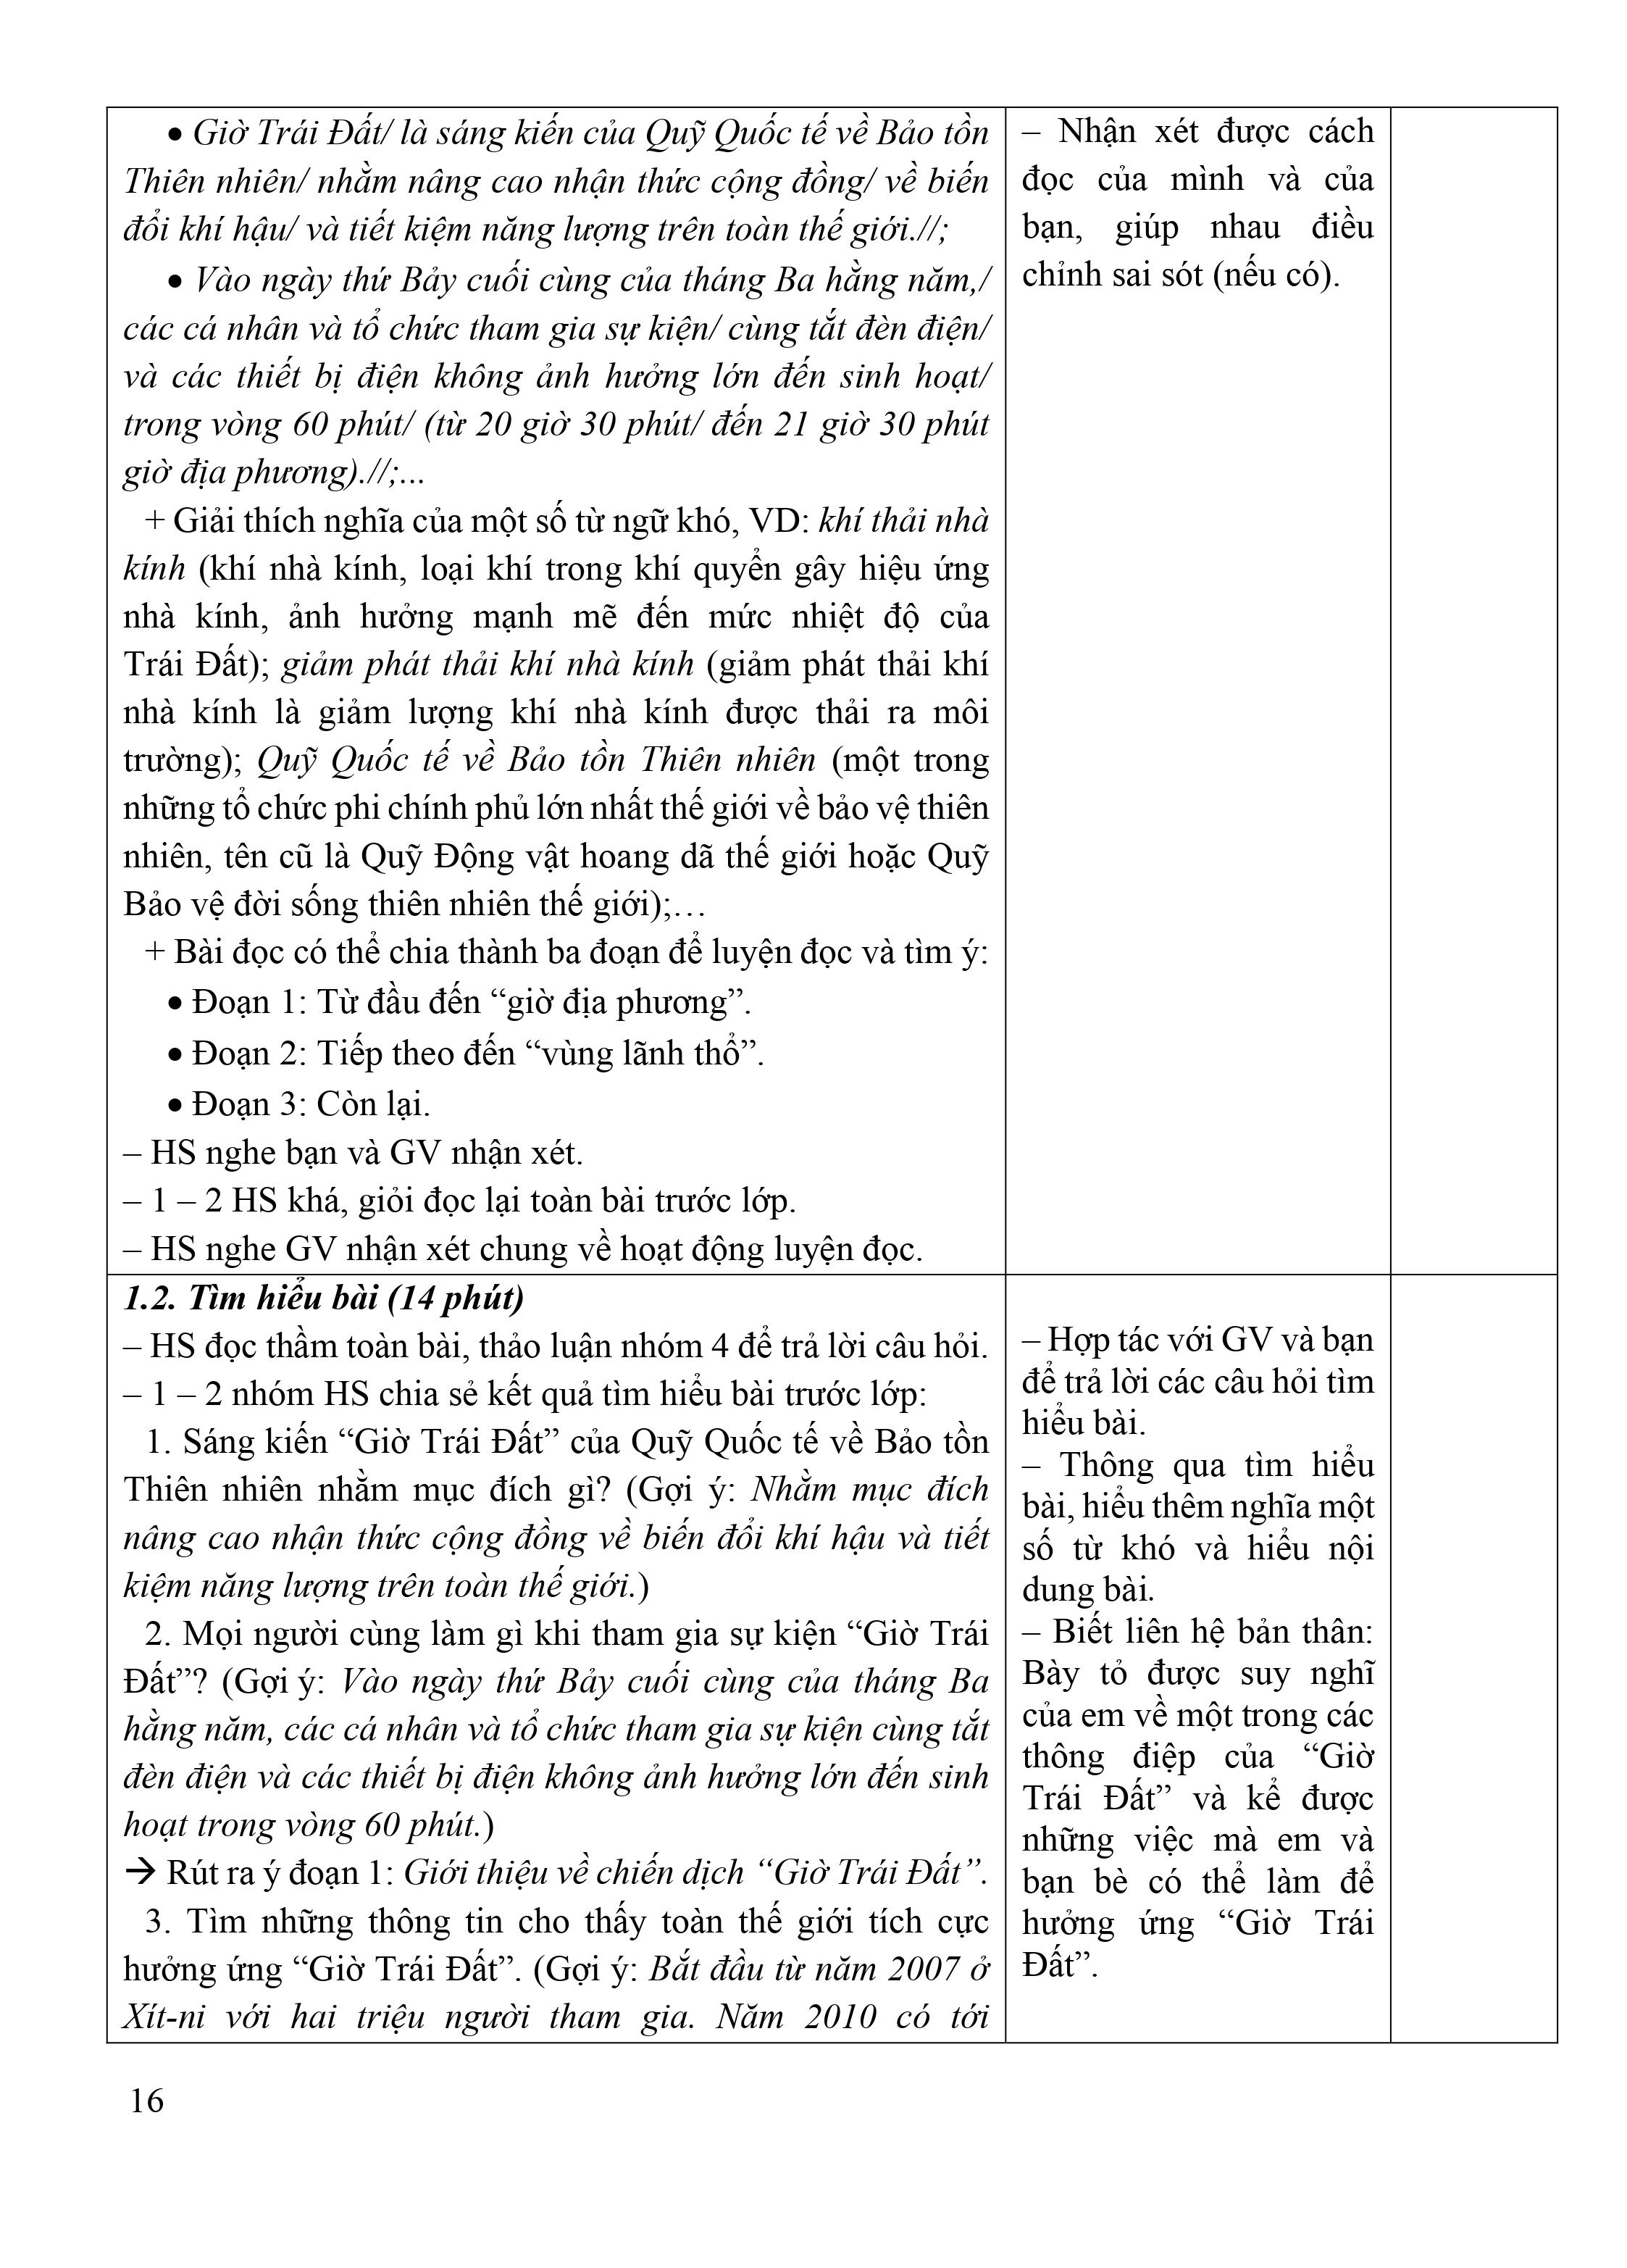 • Giờ Trái Đất/ là sáng kiến của Quỹ Quốc tế về Bảo tồn
Thiên nhiên/ nhằm nâng cao nhận thức cộng đồng/ về biến
đổi khí hậu/ và tiết kiệm năng lượng trên toàn thế giới.//;
• Vào ngày thứ Bảy cuối cùng của tháng Ba hằng năm,/
các cá nhân và tổ chức tham gia sự kiện/ cùng tắt đèn điện/
và các thiết bị điện không ảnh hưởng lớn đến sinh hoạt/
trong vòng 60 phút/ (từ 20 giờ 30 phút/ đến 21 giờ 30 phút
giờ địa phương).//;...
+ Giải thích nghĩa của một số từ ngữ khó, VD: khí thải nhà
kính (khí nhà kính, loại khí trong khí quyển gây hiệu ứng
nhà kính, ảnh hưởng mạnh mẽ đến mức nhiệt độ của
Trái Đất); giảm phát thải khí nhà kính (giảm phát thải khí
nhà kính là giảm lượng khí nhà kính được thải ra môi
trường); Quỹ Quốc tế về Bảo tồn Thiên nhiên (một trong
những tổ chức phi chính phủ lớn nhất thế giới về bảo vệ thiên
nhiên, tên cũ là Quỹ Động vật hoang dã thế giới hoặc Quỹ
Bảo vệ đời sống thiên nhiên thế giới);…
+ Bài đọc có thể chia thành ba đoạn để luyện đọc và tìm ý:
• Đoạn 1: Từ đầu đến “giờ địa phương”.
• Đoạn 2: Tiếp theo đến “vùng lãnh thổ”.
• Đoạn 3: Còn lại.
– HS nghe bạn và GV nhận xét.
– 1 – 2 HS khá, giỏi đọc lại toàn bài trước lớp.
– HS nghe GV nhận xét chung về hoạt động luyện đọc.
– Nhận xét được cách
đọc của mình và của
bạn, giúp nhau điều
chỉnh sai sót (nếu có).
1.2. Tìm hiểu bài (14 phút)
– HS đọc thầm toàn bài, thảo luận nhóm 4 để trả lời câu hỏi.
– 1 – 2 nhóm HS chia sẻ kết quả tìm hiểu bài trước lớp:
1. Sáng kiến “Giờ Trái Đất” của Quỹ Quốc tế về Bảo tồn
Thiên nhiên nhằm mục đích gì? (Gợi ý: Nhằm mục đích
nâng cao nhận thức cộng đồng về biến đổi khí hậu và tiết
kiệm năng lượng trên toàn thế giới.)
2. Mọi người cùng làm gì khi tham gia sự kiện “Giờ Trái
Đất”? (Gợi ý: Vào ngày thứ Bảy cuối cùng của tháng Ba
hằng năm, các cá nhân và tổ chức tham gia sự kiện cùng tắt
đèn điện và các thiết bị điện không ảnh hưởng lớn đến sinh
hoạt trong vòng 60 phút.)
→ Rút ra ý đoạn 1: Giới thiệu về chiến dịch “Giờ Trái Đất”.
3. Tìm những thông tin cho thấy toàn thế giới tích cực
hưởng ứng “Giờ Trái Đất”. (Gợi ý: Bắt đầu từ năm 2007 ở
Xít-ni với hai triệu người tham gia. Năm 2010 có tới
– Hợp tác với GV và bạn
để trả lời các câu hỏi tìm
hiểu bài.
– Thông qua tìm hiểu
bài, hiểu thêm nghĩa một
số từ khó và hiểu nội
dung bài.
– Biết liên hệ bản thân:
Bày tỏ được suy nghĩ
của em về một trong các
thông điệp của “Giờ
Trái Đất” và kể được
những việc mà em và
bạn bè có thể làm để
hưởng ứng “Giờ Trái
Đất”.
16